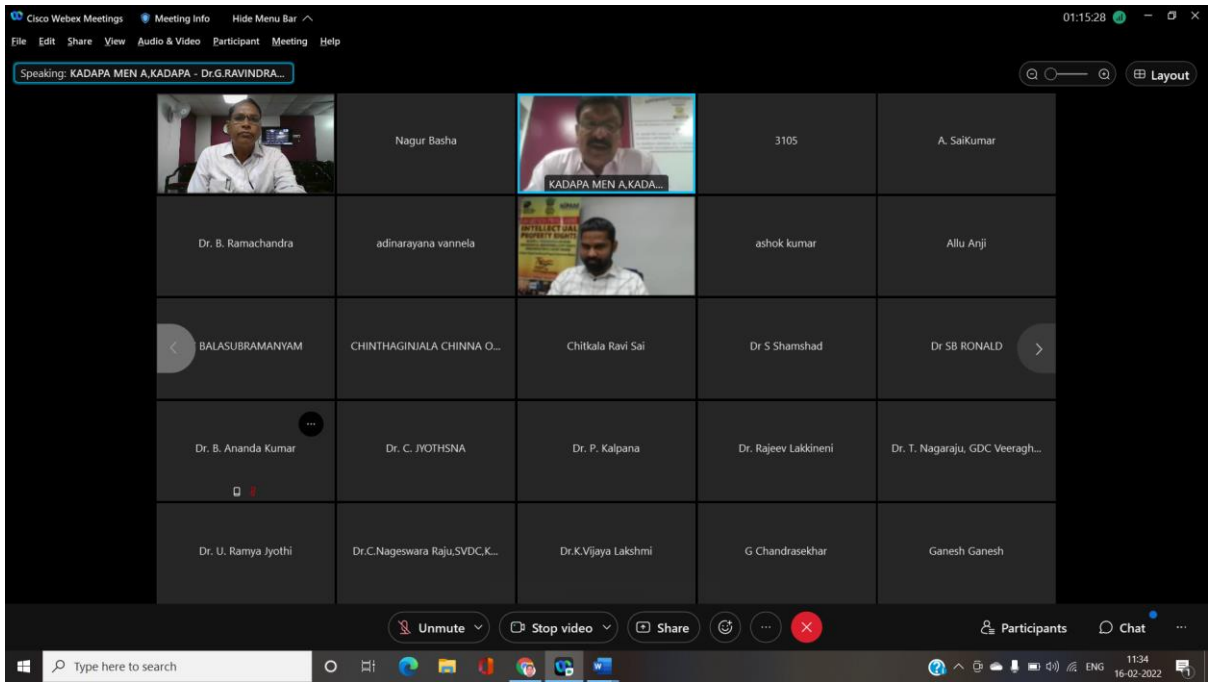 Cisco Webex Meetings Meeting Info Hide Menu Bar
01:15:28
File Edit Share View Audio & Video Participant Meeting Help
Speaking: KADAPA MEN A,KADAPA - Dr.G.RAVINDRA...
Layout
Nagur Basha
KADAPA MEN A,KADA...
3105
A. SaiKumar
Dr. B. Ramachandra
adinarayana vannela
INTELLECTUAL
PROPERTY RIGHTS
ashok kumar
Allu Anji
BALASUBRAMANYAM
CHINTHAGINJALA CHINNA O...
Chitkala Ravi Sai
Dr S Shamshad
Dr SB RONALD
Dr. B. Ananda Kumar
Dr. C. JYOTHSNA
Dr. P. Kalpana
Dr. Rajeev Lakkineni
Dr. T. Nagaraju, GDC Veeragh...
Dr. U. Ramya Jyothi
Dr.C.Nageswara Raju,SVDC,K...
Dr.K.Vijaya Lakshmi
G Chandrasekhar
Ganesh Ganesh
Unmute Stop video Share Participants Chat
Type here to search
ENG
11:34
16-02-2022